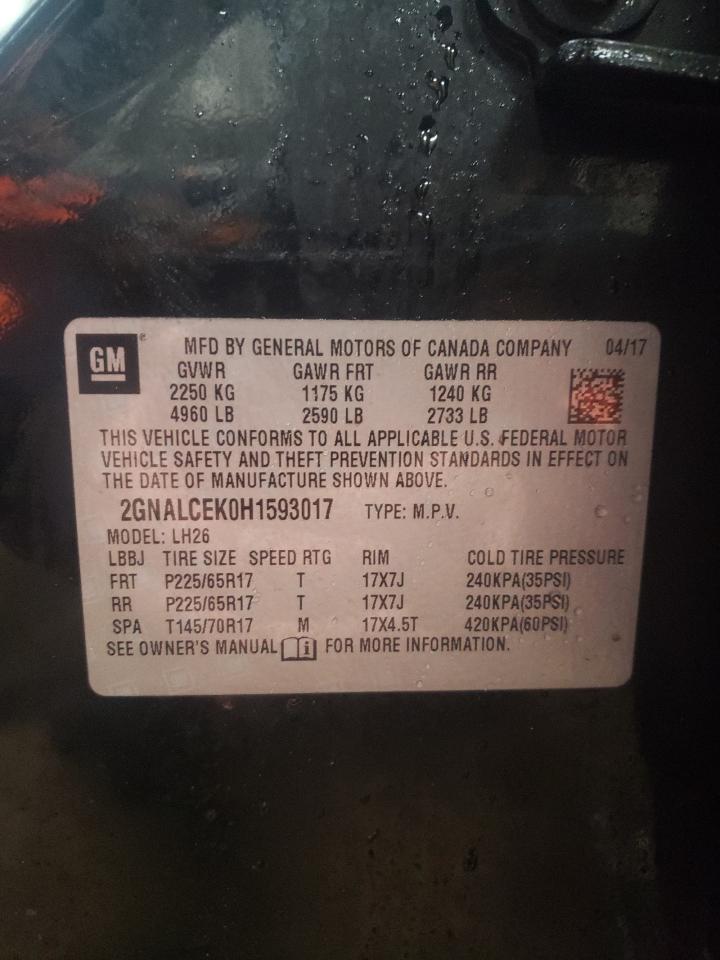 GM ® MFD BY GENERAL MOTORS OF CANADA COMPANY 04/17
GVWR GAWR FRT GAWR RR
2250 KG 1175 KG 1240 KG
4960 LB 2590 LB 2733 LB
THIS VEHICLE CONFORMS TO ALL APPLICABLE U.S. FEDERAL MOTOR
VEHICLE SAFETY AND THEFT PREVENTION STANDARDS IN EFFECT ON
THE DATE OF MANUFACTURE SHOWN ABOVE.
2GNALCEK0H1593017 TYPE: M.P.V.
MODEL: LH26
LBBJ TIRE SIZE SPEED RTG RIM COLD TIRE PRESSURE
FRT P225/65R17 T 17X7J 240KPA(35PSI)
RR P225/65R17 T 17X7J 240KPA(35PSI)
SPA T145/70R17 M 17X4.5T 420KPA(60PSI)
SEE OWNER'S MANUAL i FOR MORE INFORMATION.